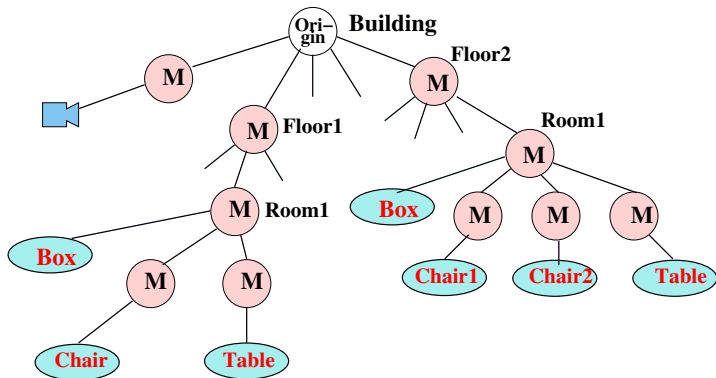 Ori-
gin
Building
M
Floor2
M
M
Floor1
Room1
M
M
Room1
Box
M
M
M
Box
M
M
Chair1
Chair2
Table
Chair
Table